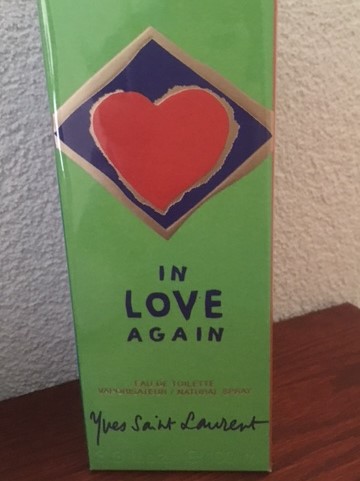 IN
LOVE
AGAIN
EAU DE TOILETTE
VAPORISATEUR / NATURAL SPRAY
Yves Saint Laurent